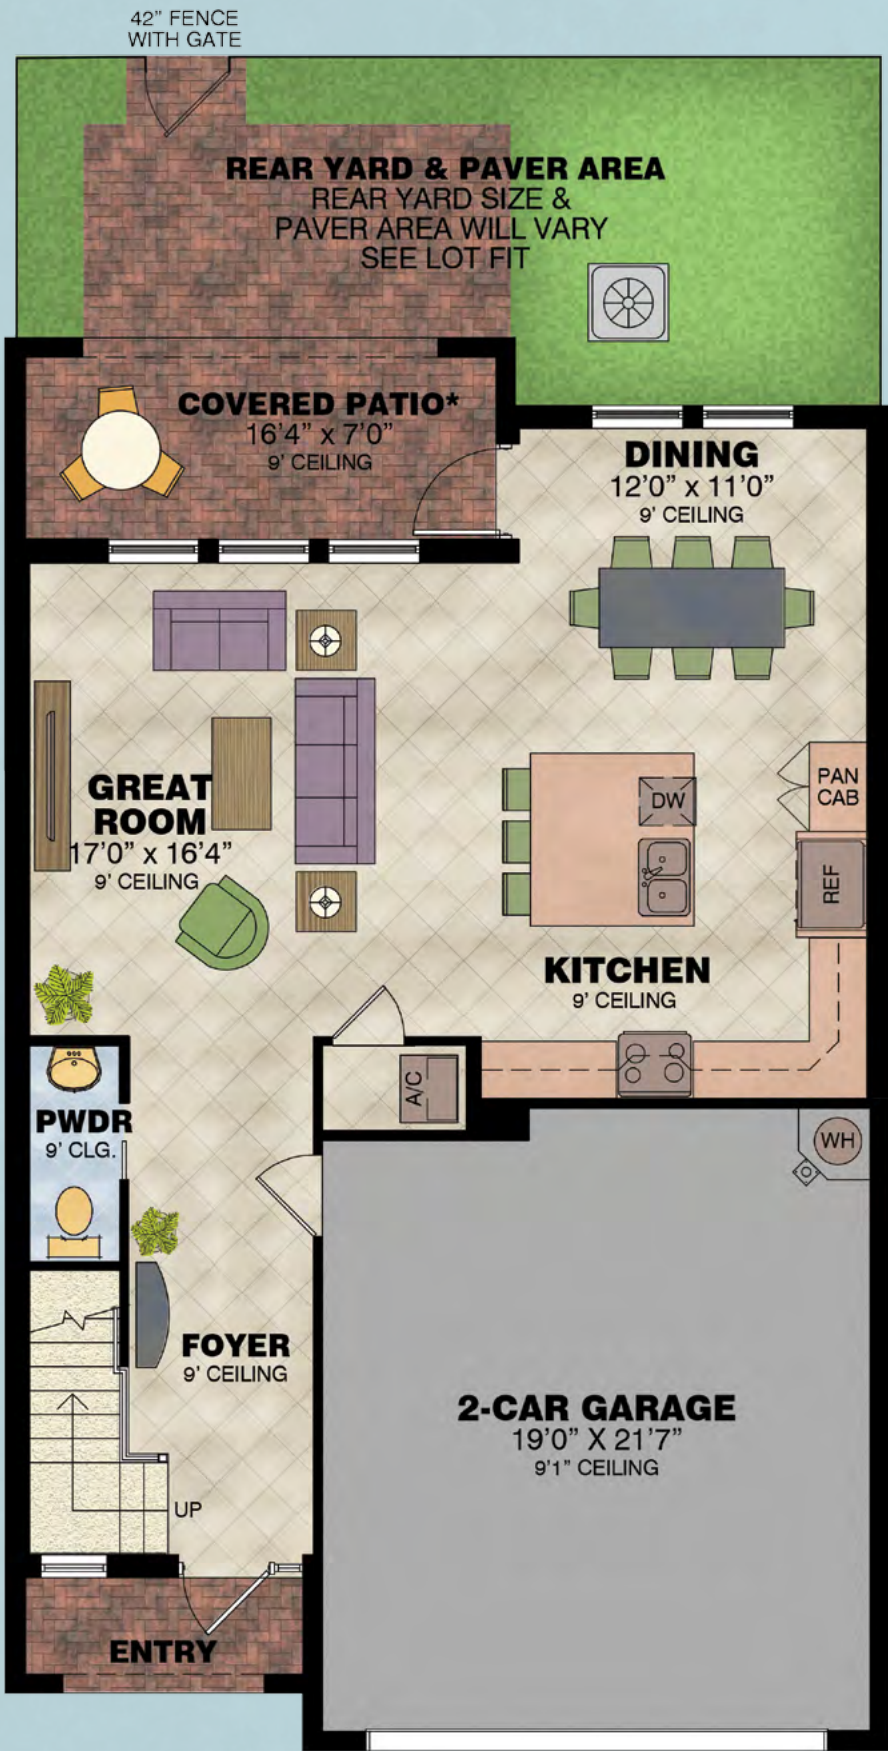 42” FENCE
WITH GATE
REAR YARD & PAVER AREA
REAR YARD SIZE &
PAVER AREA WILL VARY
SEE LOT FIT
COVERED PATIO*
16’4” x 7’0”
9’ CEILING
DINING
12’0” x 11’0”
9’ CEILING
GREAT
ROOM
17’0” x 16’4”
9’ CEILING
DW
PAN
CAB
REF
KITCHEN
9’ CEILING
A/C
PWDR
9’ CLG.
WH
FOYER
9’ CEILING
2-CAR GARAGE
19’0” X 21’7”
9’1” CEILING
UP
ENTRY